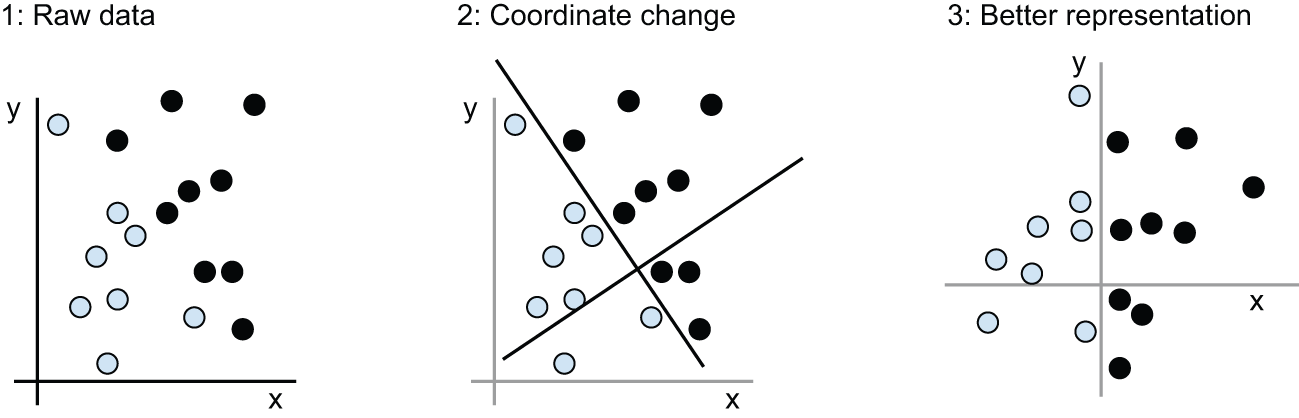 1: Raw data
2: Coordinate change
3: Better representation
y
x
y
x
y
x